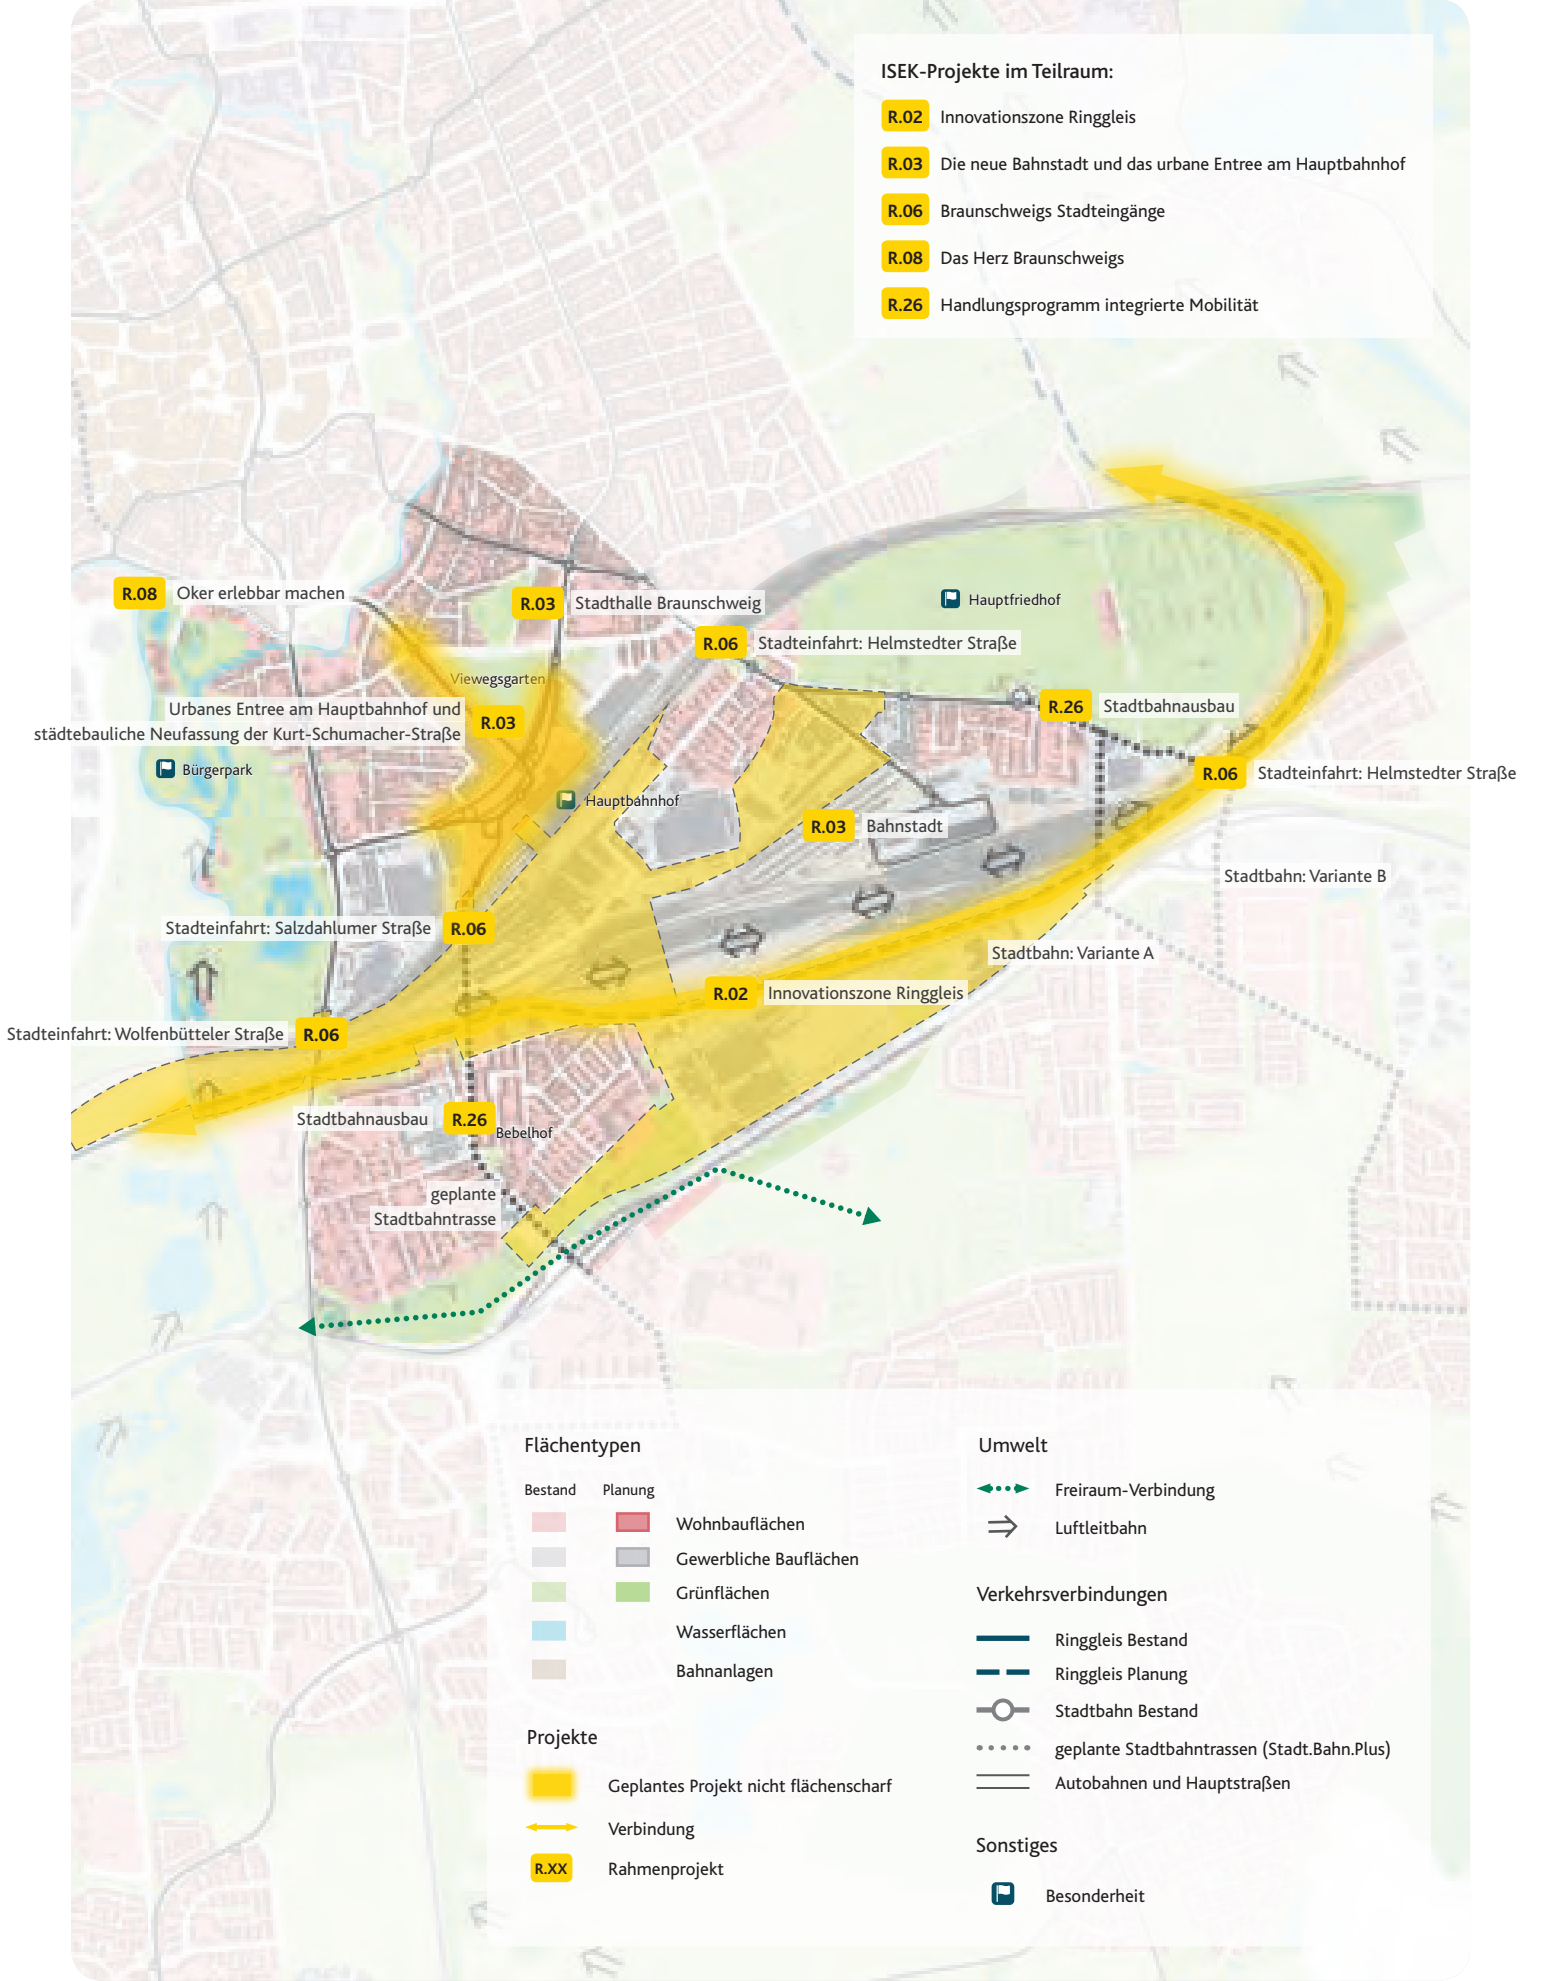 ISEK-Projekte im Teilraum:
R.02 Innovationszone Ringgleis
R.03 Die neue Bahnstadt und das urbane Entree am Hauptbahnhof
R.06 Braunschweigs Stadteingänge
R.08 Das Herz Braunschweigs
R.26 Handlungsprogramm integrierte Mobilität
R.08 Oker erlebbar machen
R.03 Stadthalle Braunschweig
Hauptfriedhof
R.06 Stadteinfahrt: Helmstedter Straße
Viewegsgarten
Urbanes Entree am Hauptbahnhof und
städtebauliche Neufassung der Kurt-Schumacher-Straße
R.03
R.26 Stadtbahnausbau
Bürgerpark
R.06 Stadteinfahrt: Helmstedter Straße
Hauptbahnhof
R.03 Bahnstadt
Stadtbahn: Variante B
Stadteinfahrt: Salzdahlumer Straße R.06
Stadtbahn: Variante A
R.02 Innovationszone Ringgleis
Stadteinfahrt: Wolfenbütteler Straße R.06
Stadtbahnausbau R.26
Bebelhof
geplante
Stadtbahntrasse
Flächentypen
Bestand Planung
Wohnbauflächen
Gewerbliche Bauflächen
Grünflächen
Wasserflächen
Bahnanlagen
Projekte
Geplantes Projekt nicht flächenscharf
Verbindung
R.XX Rahmenprojekt
Umwelt
Freiraum-Verbindung
Luftleitbahn
Verkehrsverbindungen
Ringgleis Bestand
Ringgleis Planung
Stadtbahn Bestand
geplante Stadtbahntrassen (Stadt.Bahn.Plus)
Autobahnen und Hauptstraßen
Sonstiges
Besonderheit